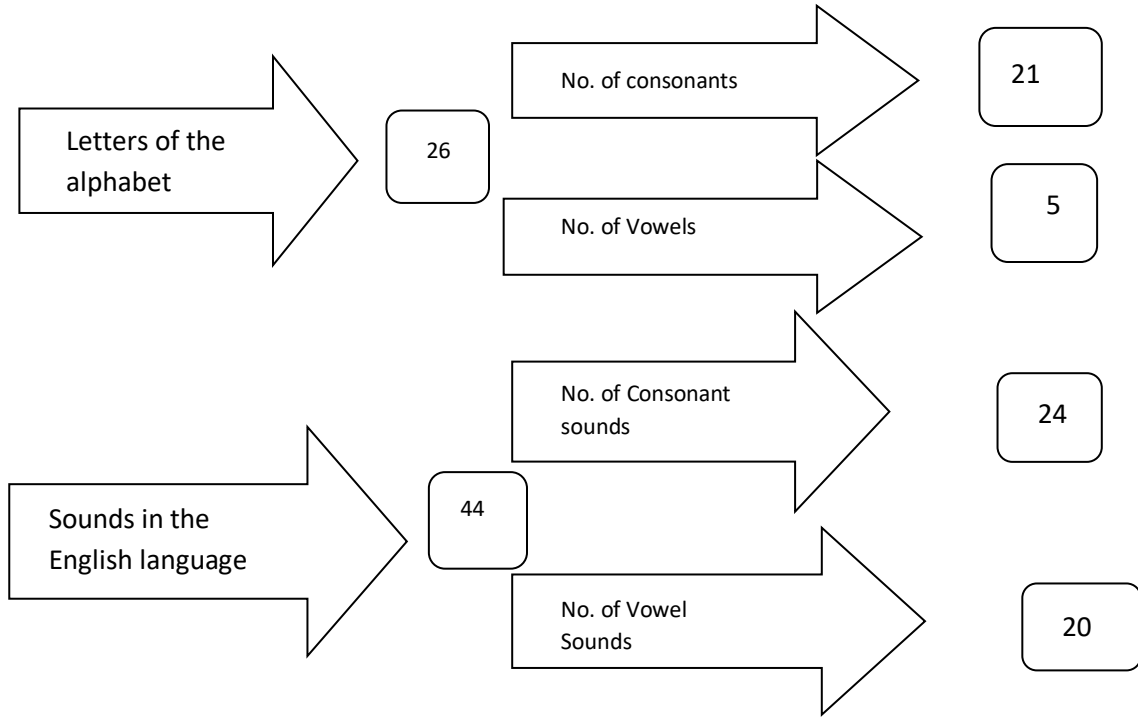 Letters of the
alphabet
26
No. of consonants
21
No. of Vowels
5
Sounds in the
English language
44
No. of Consonant
sounds
24
No. of Vowel
Sounds
20